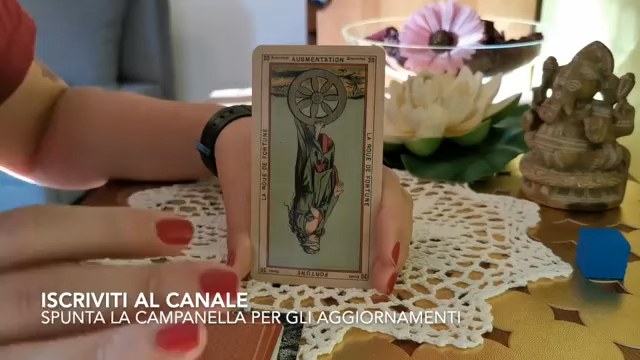 AUGMENTATION
LA ROUE DE FORTUNE
LA ROUE DE FORTUNE
FORTUNE
ISCRIVITI AL CANALE
SPUNTA LA CAMPANELLA PER GLI AGGIORNAMENTI